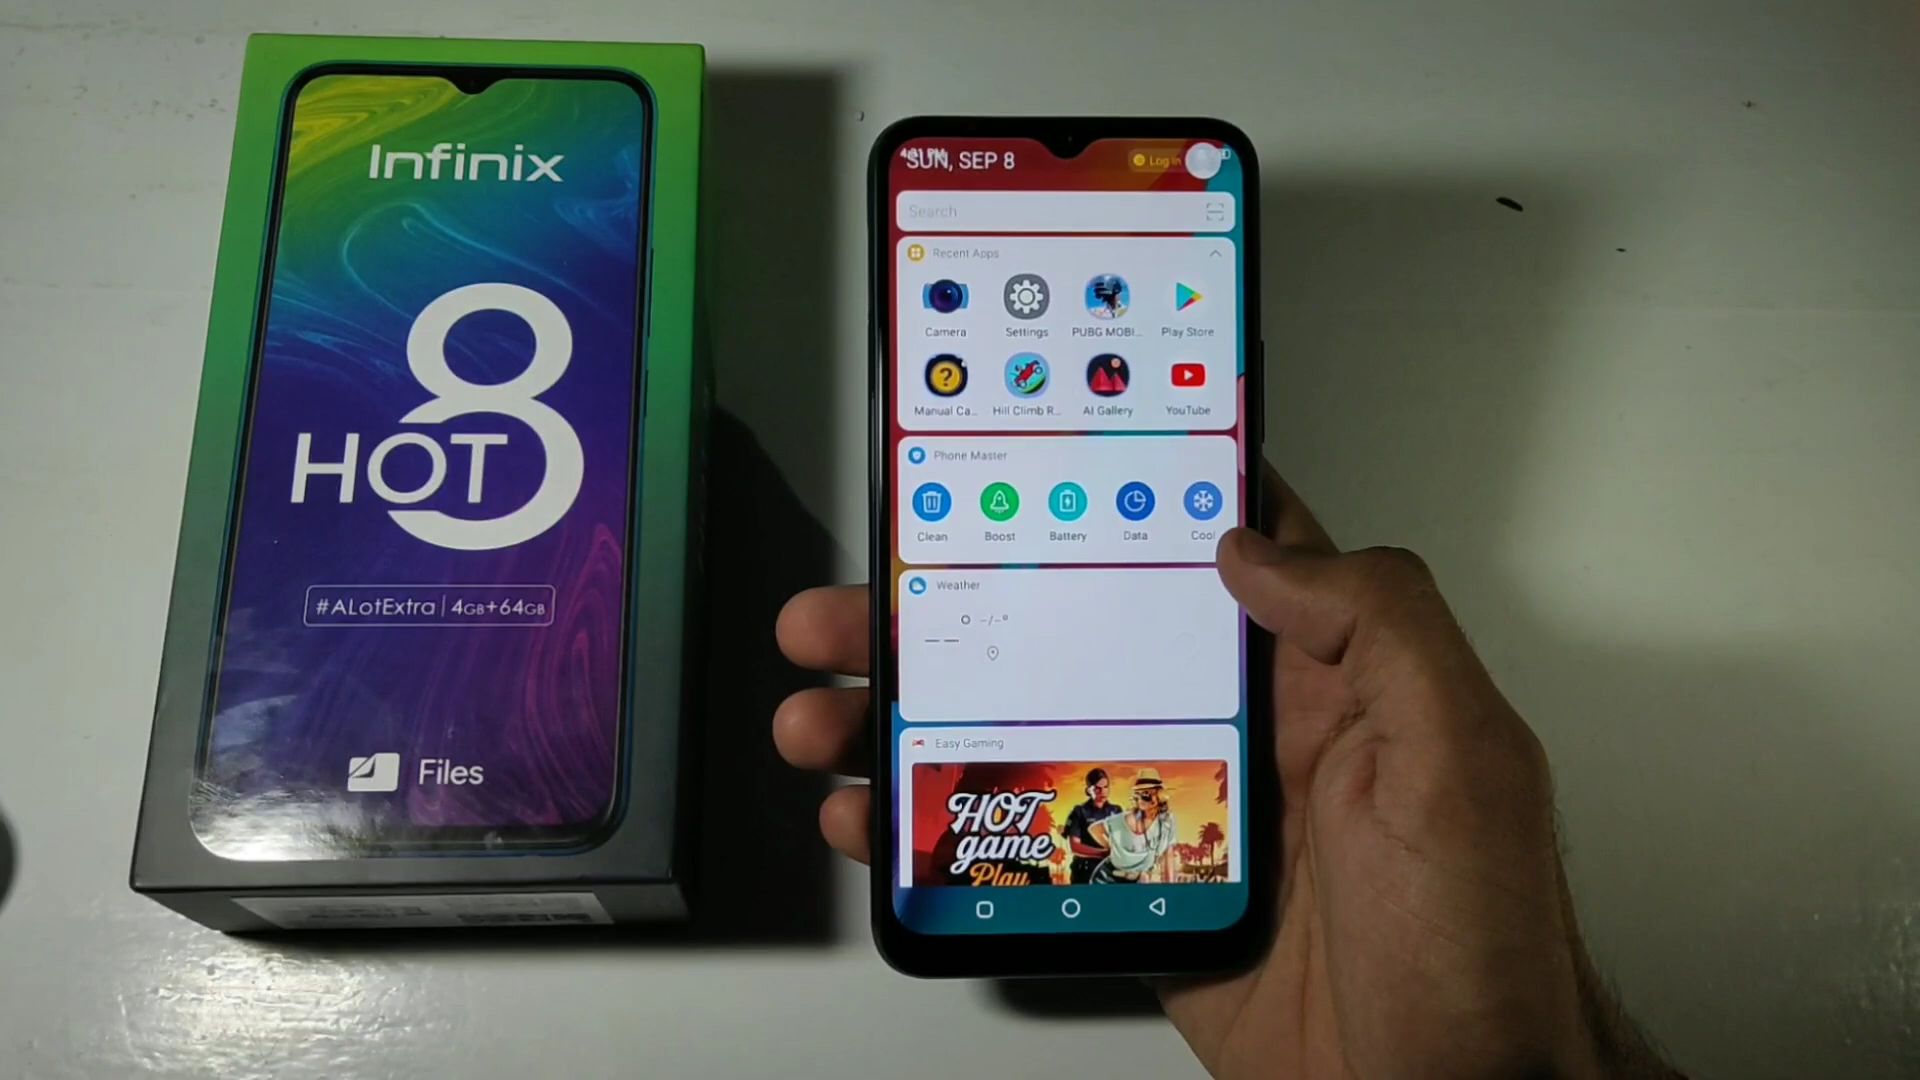 Infinix
HOT 8
#ALotExtra | 4GB+64GB
Files
SUN, SEP 8
Log in
Search
Recent Apps
Camera
Settings
PUBG MOBI...
Play Store
Manual Ca...
Hill Climb R...
AI Gallery
YouTube
Phone Master
Clean
Boost
Battery
Data
Cool
Weather
-/-°
Easy Gaming
HOT
game
Play